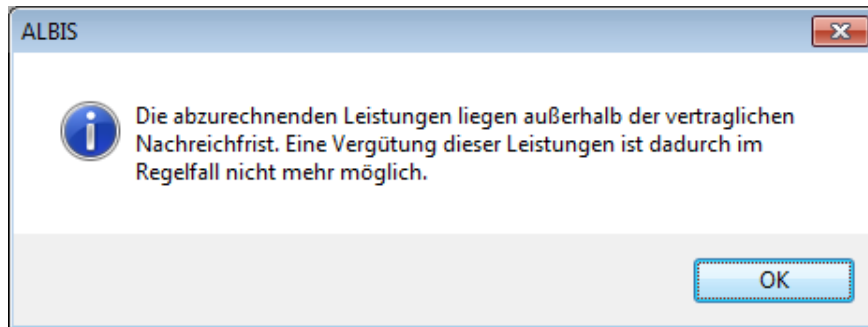 ALBIS
Die abzurechnenden Leistungen liegen außerhalb der vertraglichen
Nachreichfrist. Eine Vergütung dieser Leistungen ist dadurch im
Regelfall nicht mehr möglich.
OK